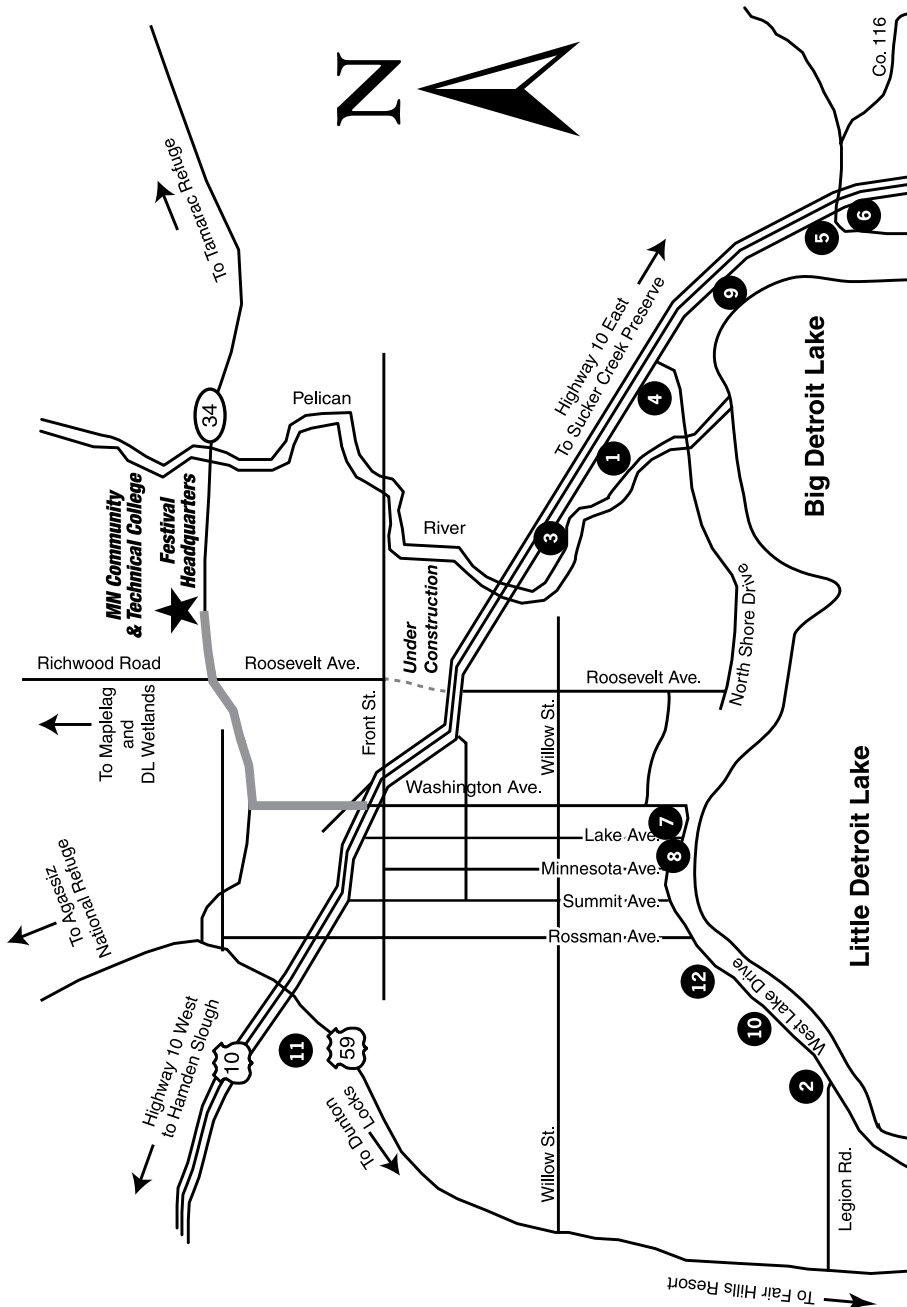 N
Co. 116
To Tamarac Refuge
34
Pelican
River
MN Community
& Technical College
Festival
Headquarters
Highway 10 East
To Sucker Creek Preserve
5
6
9
4
1
3
Big Detroit Lake
Richwood Road
Roosevelt Ave.
Under
Construction
Front St.
Willow St.
Roosevelt Ave.
North Shore Drive
To Maplelag
and
DL Wetlands
Washington Ave.
Lake Ave.
Minnesota Ave.
Summit Ave.
Rossman Ave.
7
8
Little Detroit Lake
To Agassiz
National Refuge
Highway 10 West
to Hamden Slough
10
11
59
To Dunton
Locks
Willow St.
12
10
2
West Lake Drive
Legion Rd.
To Fair Hills Resort